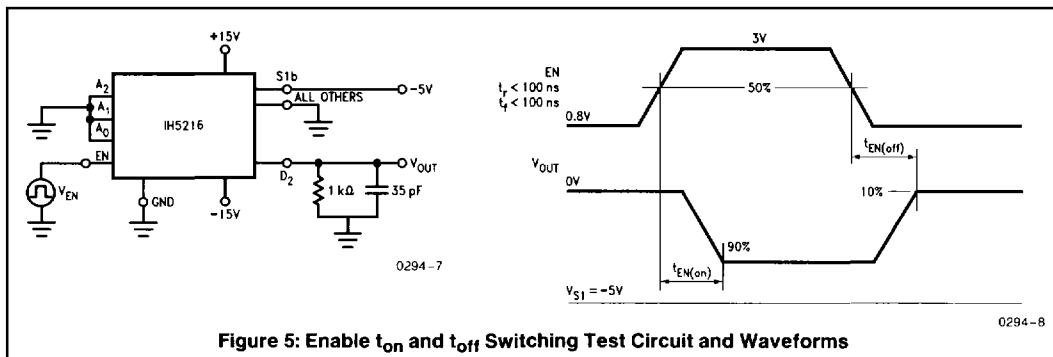 +15V
A2
A1
A0
EN
IH5216
S1b
-5V
ALL OTHERS
D2
VOUT
1 kΩ
35 pF
VEN
GND
-15V
0294-7
EN
tr < 100 ns
tf < 100 ns
3V
50%
0.8V
tEN(off)
VOUT
0V
10%
90%
tEN(on)
VS1 = -5V
0294-8
Figure 5: Enable ton and toff Switching Test Circuit and Waveforms